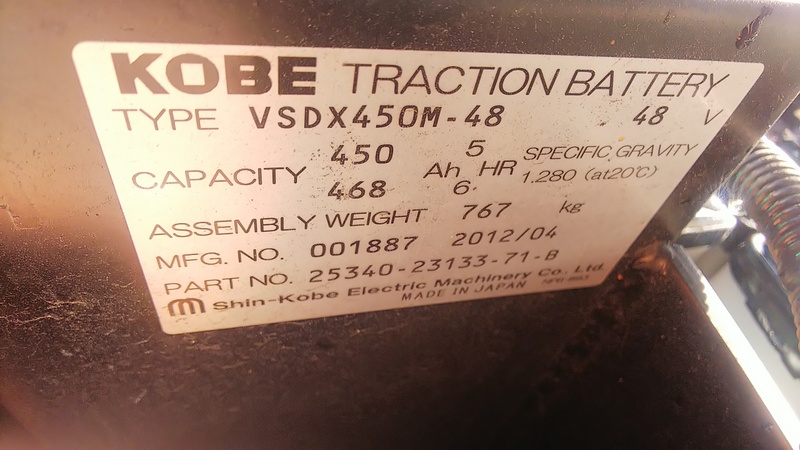 KOBE TRACTION BATTERY
TYPE VSDX450M-48 48 V
CAPACITY 450 Ah 5 HR SPECIFIC GRAVITY
468 6 1.280 (at20℃)
ASSEMBLY WEIGHT 767 kg
MFG. NO. 001887 2012/04
PART NO. 25340-23133-71-B
Shin-Kobe Electric Machinery Co. Ltd.
MADE IN JAPAN